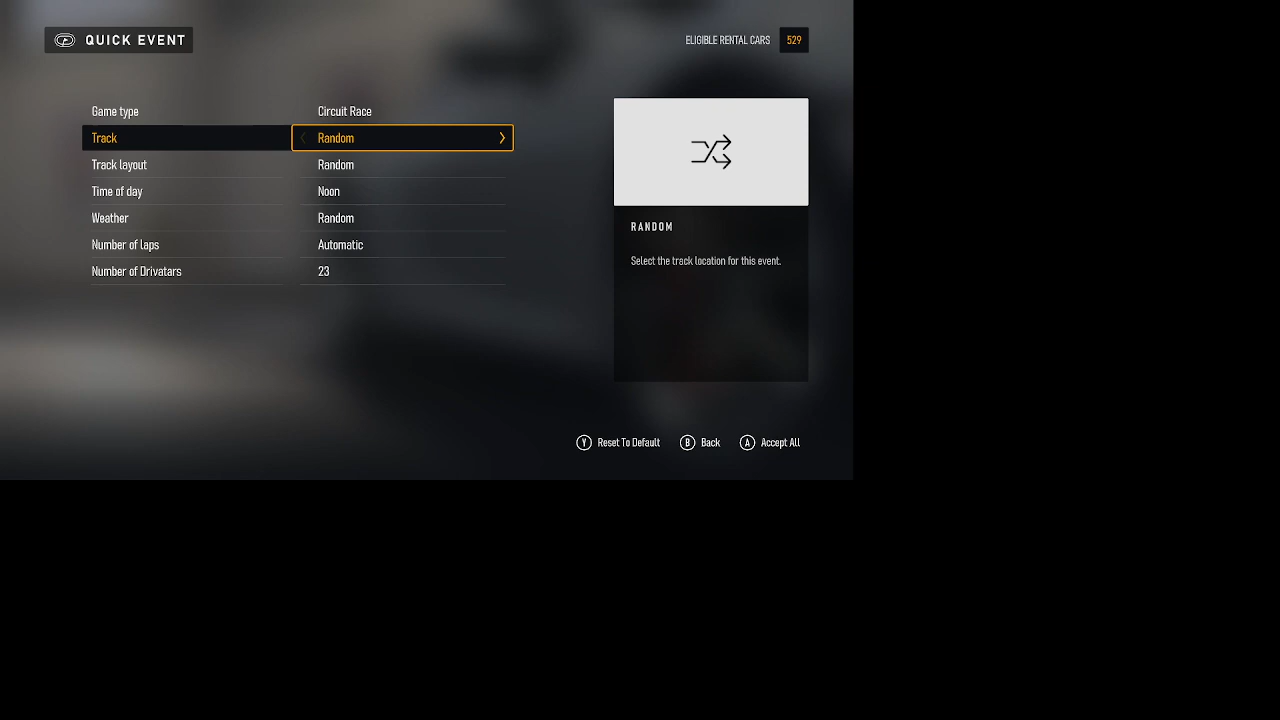 QUICK EVENT
ELIGIBLE RENTAL CARS 529
Game type Circuit Race
Track Random
Track layout Random
Time of day Noon
Weather Random
Number of laps Automatic
Number of Drivatars 23
RANDOM
Select the track location for this event.
Y Reset To Default B Back A Accept All